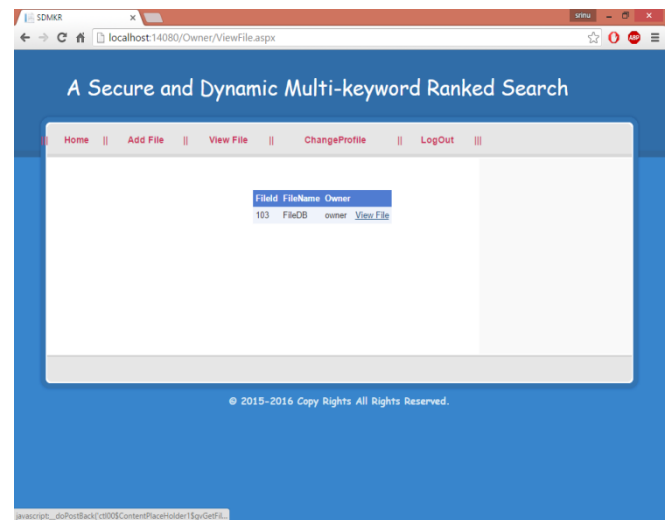 SDMKR
srinu
localhost:14080/Owner/ViewFile.aspx
ABP
A Secure and Dynamic Multi-keyword Ranked Search
|| Home || Add File || View File || ChangeProfile || LogOut |||
FileId FileName Owner
103 FileDB owner View File
© 2015-2016 Copy Rights All Rights Reserved.
javascript:__doPostBack('ctl00$ContentPlaceHolder1$gvGetFil...